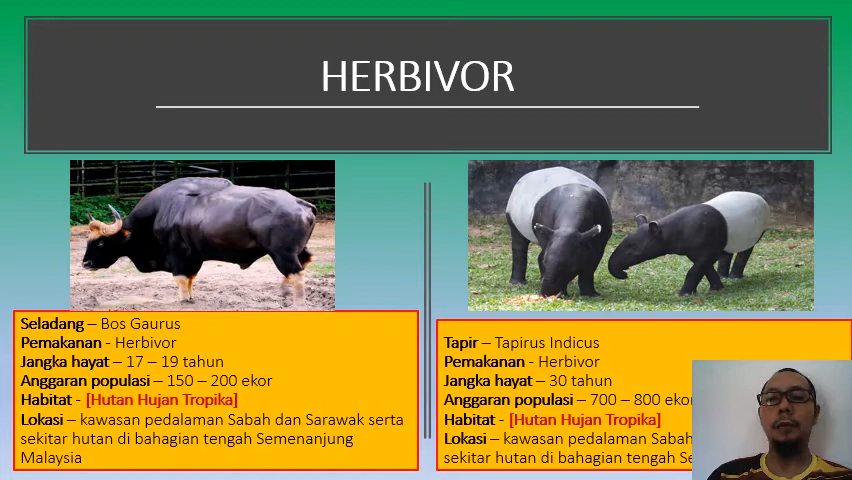 HERBIVOR
Seladang – Bos Gaurus
Pemakanan - Herbivor
Jangka hayat – 17 – 19 tahun
Anggaran populasi – 150 – 200 ekor
Habitat - [Hutan Hujan Tropika]
Lokasi – kawasan pedalaman Sabah dan Sarawak serta
sekitar hutan di bahagian tengah Semenanjung
Malaysia
Tapir – Tapirus Indicus
Pemakanan - Herbivor
Jangka hayat – 30 tahun
Anggaran populasi – 700 – 800 ekor
Habitat - [Hutan Hujan Tropika]
Lokasi – kawasan pedalaman Sabah
sekitar hutan di bahagian tengah